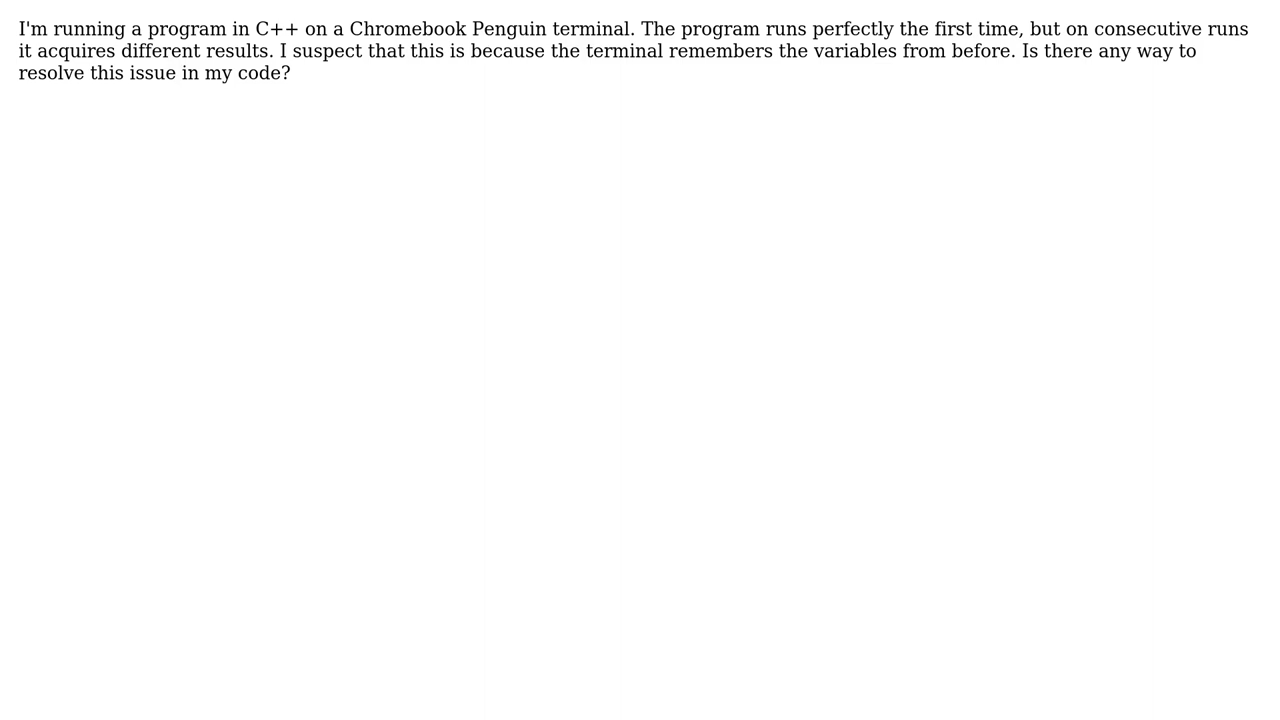 I'm running a program in C++ on a Chromebook Penguin terminal. The program runs perfectly the first time, but on consecutive runs
it acquires different results. I suspect that this is because the terminal remembers the variables from before. Is there any way to
resolve this issue in my code?